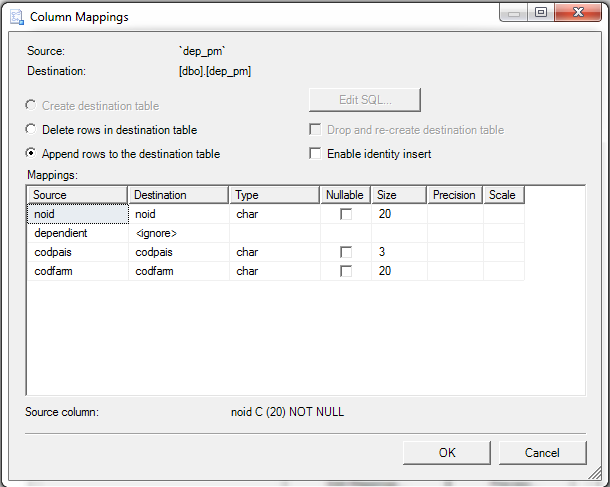 Column Mappings
Source: `dep_pm`
Destination: [dbo].[dep_pm]
Create destination table Edit SQL...
Delete rows in destination table Drop and re-create destination table
Append rows to the destination table Enable identity insert
Mappings:
Source Destination Type Nullable Size Precision Scale
noid noid char 20
dependient <ignore>
codpais codpais char 3
codfarm codfarm char 20
Source column: noid C (20) NOT NULL
OK Cancel